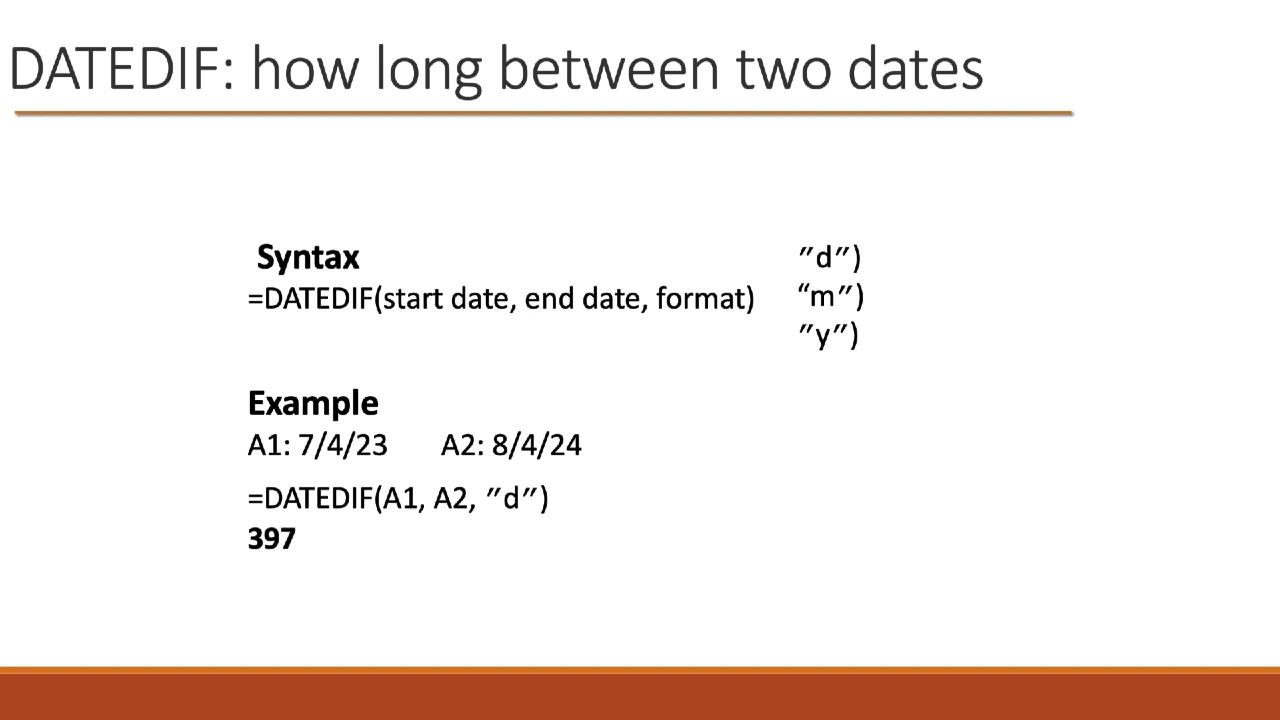 DATEDIF: how long between two dates
Syntax
=DATEDIF(start date, end date, format)
″d″)
“m″)
″y″)
Example
A1: 7/4/23 A2: 8/4/24
=DATEDIF(A1, A2, ″d″)
397